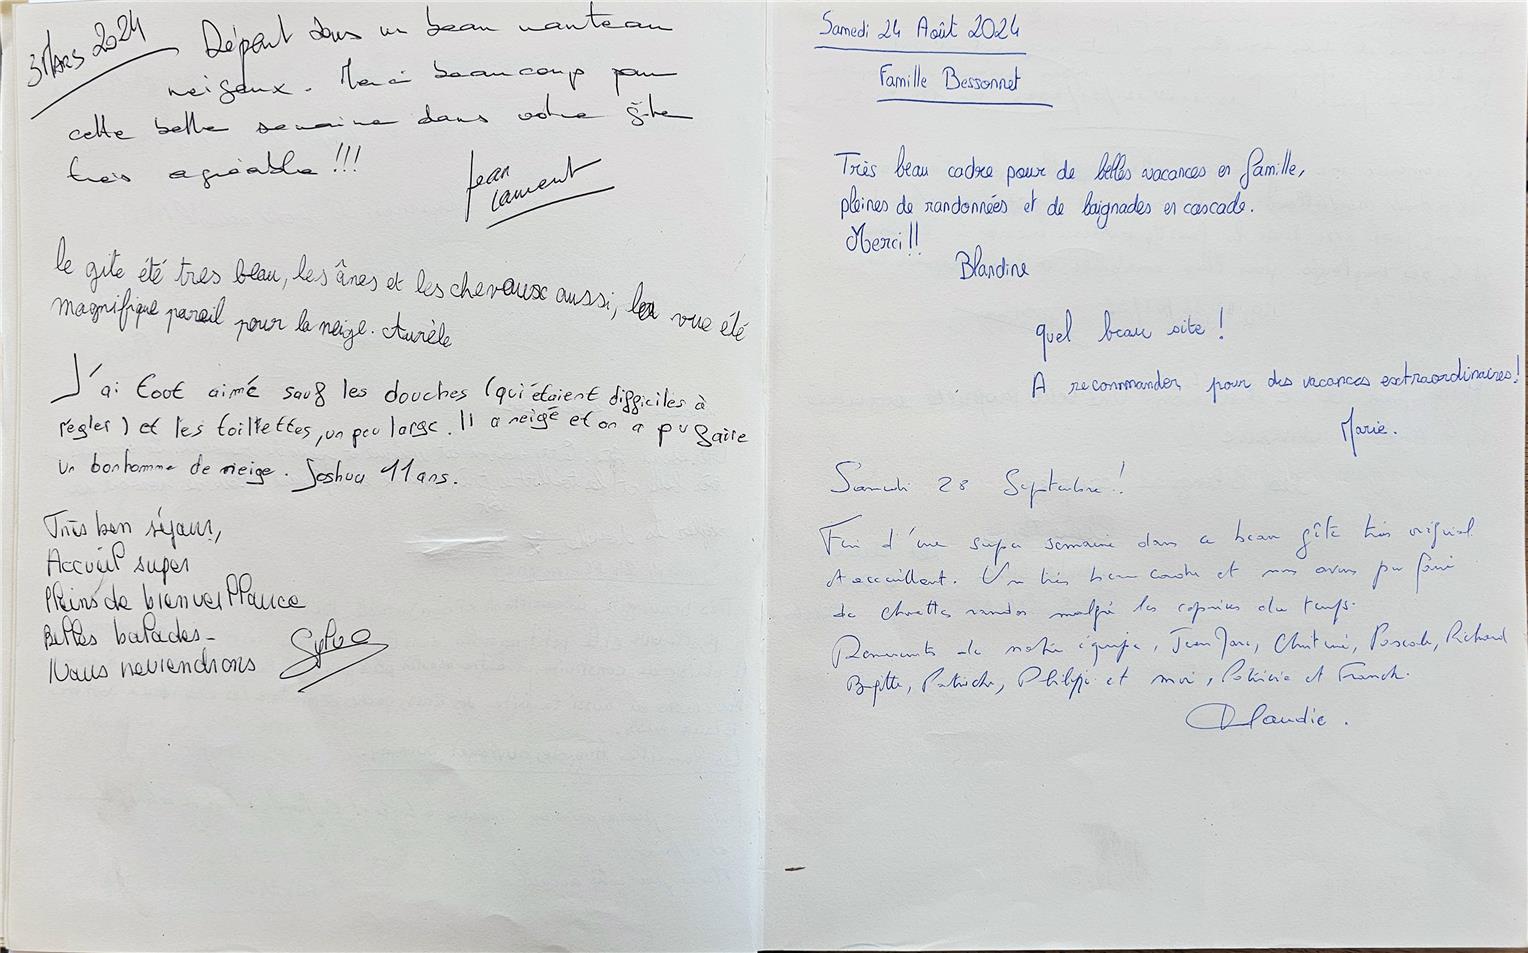 3 Mars 2024
Départ sous un beau manteau
neigeux. Merci beaucoup pour
cette belle semaine dans votre gîte
très agréable !!!
Jean
Laurent
le gite été tres beau, les ânes et les chevaux aussi, la vue été
magnifique pareil pour la neige. Aurèle
J'ai toot aimé sauf les douches (qui étaient difficiles à
régler) et les toillettes, un peu large. Il a neigé et on a pu faire
un bonhomme de neige. Joshua 11 ans.
Très bon séjour,
Accueil super
Pleins de bienveillance
Belles balades-
Nous reviendrons
Sylvie
Samedi 24 Août 2024
Famille Bessonnet
Très beau cadre pour de belles vacances en famille,
pleines de randonnées et de baignades en cascade.
Merci!!
Blandine
Quel beau site !
A recommander pour des vacances extraordinaires!
Marie.
Samedi 28 Septembre !
Fin d'une super semaine dans ce beau gîte très original
et accueillant. Un très beau cadre et nous avons pu faire
de chouettes randos malgré les caprices du temps.
de notre équipe, Jean Marc, Christine, Pascale, Richard
Brigitte, Patrick, Philippe et moi, Patricia et Franck.
Claudie.